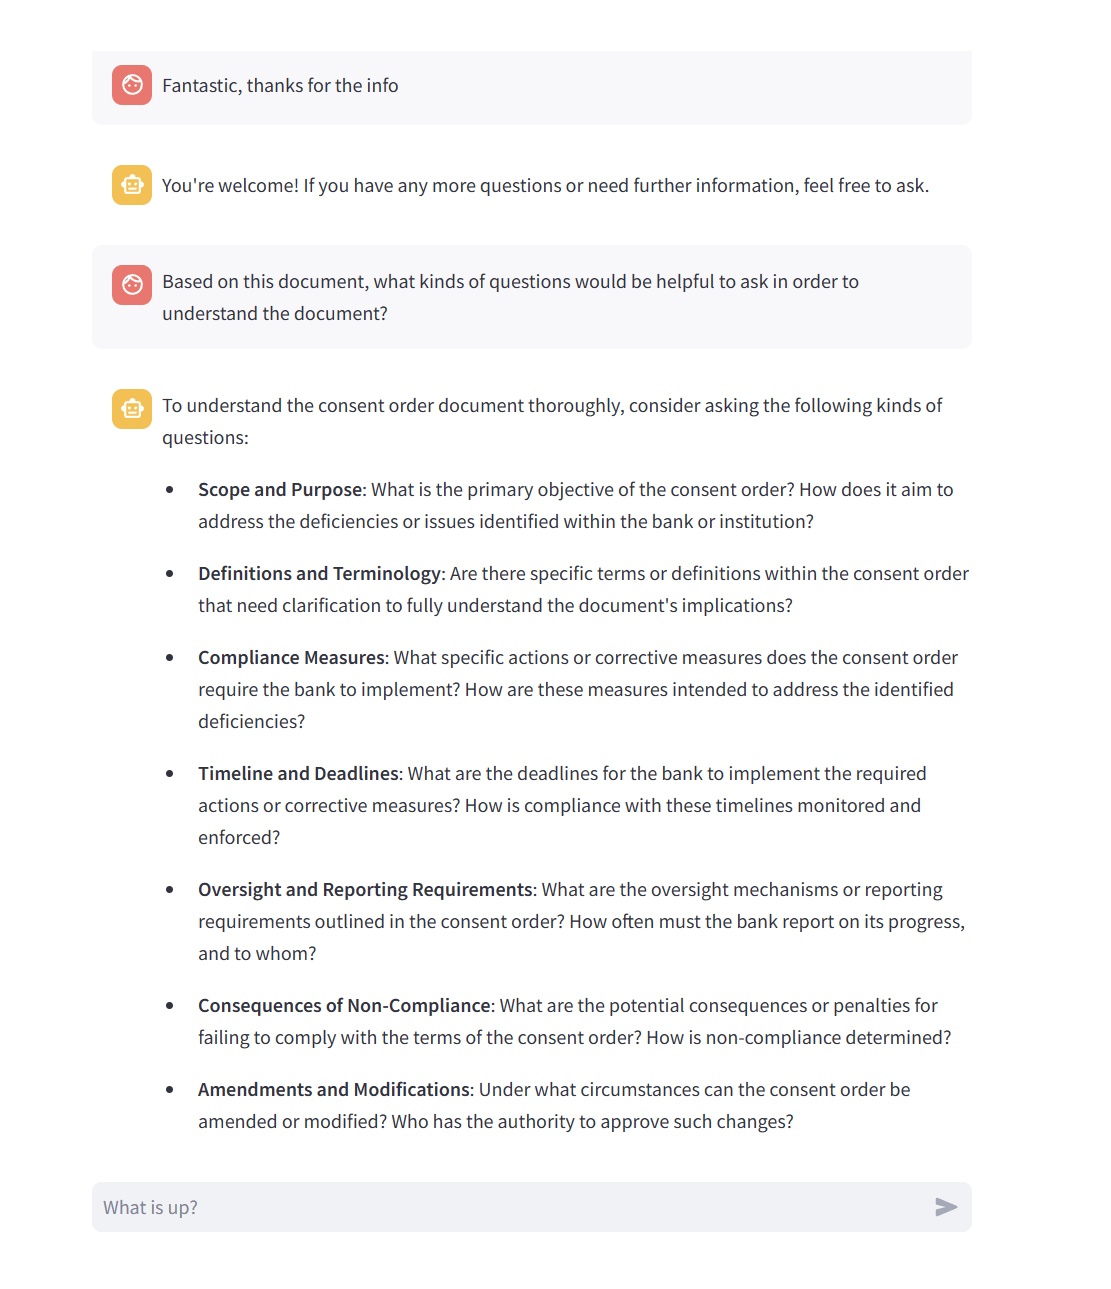 Fantastic, thanks for the info
You're welcome! If you have any more questions or need further information, feel free to ask.
Based on this document, what kinds of questions would be helpful to ask in order to
understand the document?
To understand the consent order document thoroughly, consider asking the following kinds of
questions:
• Scope and Purpose: What is the primary objective of the consent order? How does it aim to
address the deficiencies or issues identified within the bank or institution?
• Definitions and Terminology: Are there specific terms or definitions within the consent order
that need clarification to fully understand the document's implications?
• Compliance Measures: What specific actions or corrective measures does the consent order
require the bank to implement? How are these measures intended to address the identified
deficiencies?
• Timeline and Deadlines: What are the deadlines for the bank to implement the required
actions or corrective measures? How is compliance with these timelines monitored and
enforced?
• Oversight and Reporting Requirements: What are the oversight mechanisms or reporting
requirements outlined in the consent order? How often must the bank report on its progress,
and to whom?
• Consequences of Non-Compliance: What are the potential consequences or penalties for
failing to comply with the terms of the consent order? How is non-compliance determined?
• Amendments and Modifications: Under what circumstances can the consent order be
amended or modified? Who has the authority to approve such changes?
What is up?